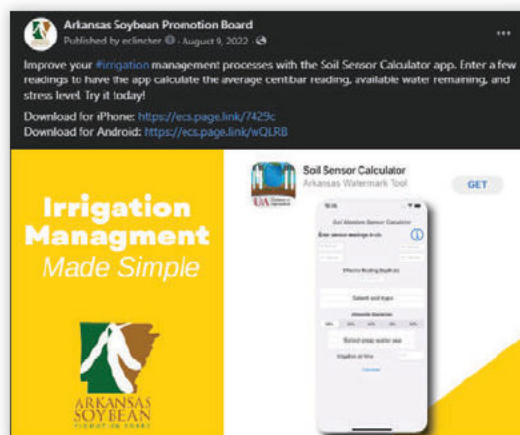 Arkansas Soybean Promotion Board
Published by eclincher · August 9, 2022 ·
Improve your #irrigation management processes with the Soil Sensor Calculator app. Enter a few
readings to have the app calculate the average centibar reading, available water remaining, and
stress level. Try it today!
Download for iPhone: https://ecs.page.link/7429c
Download for Android: https://ecs.page.link/wQLRB
Irrigation
Managment
Made Simple
ARKANSAS
SOYBEAN
PROMOTION BOARD
Soil Sensor Calculator
Arkansas Watermark Tool
GET
UA
Soil Moisture Sensor Calculator
Enter sensor readings in cb
Effective Rooting Depth
Select soil type
Allowable Depletion
Select crop water use
Irrigation
Calculate